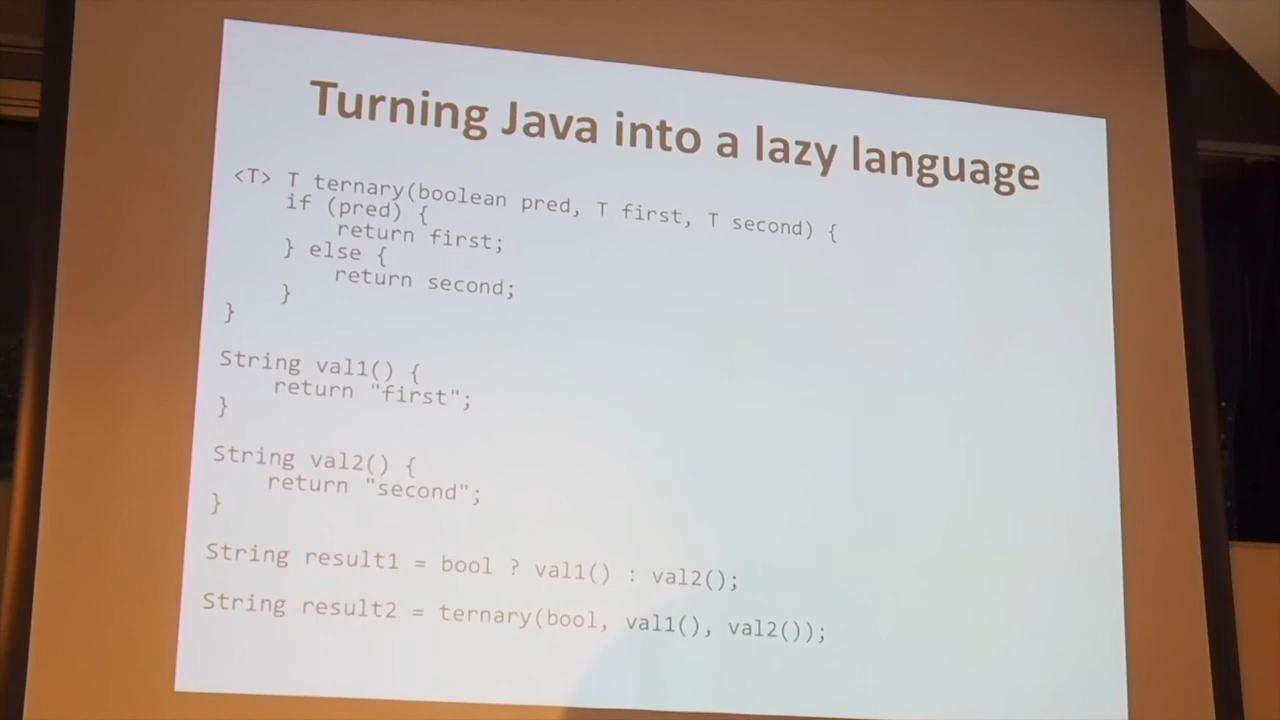 Turning Java into a lazy language
<T> T ternary(boolean pred, T first, T second) {
if (pred) {
return first;
} else {
return second;
}
}
String val1() {
return "first";
}
String val2() {
return "second";
}
String result1 = bool ? val1() : val2();
String result2 = ternary(bool, val1(), val2());